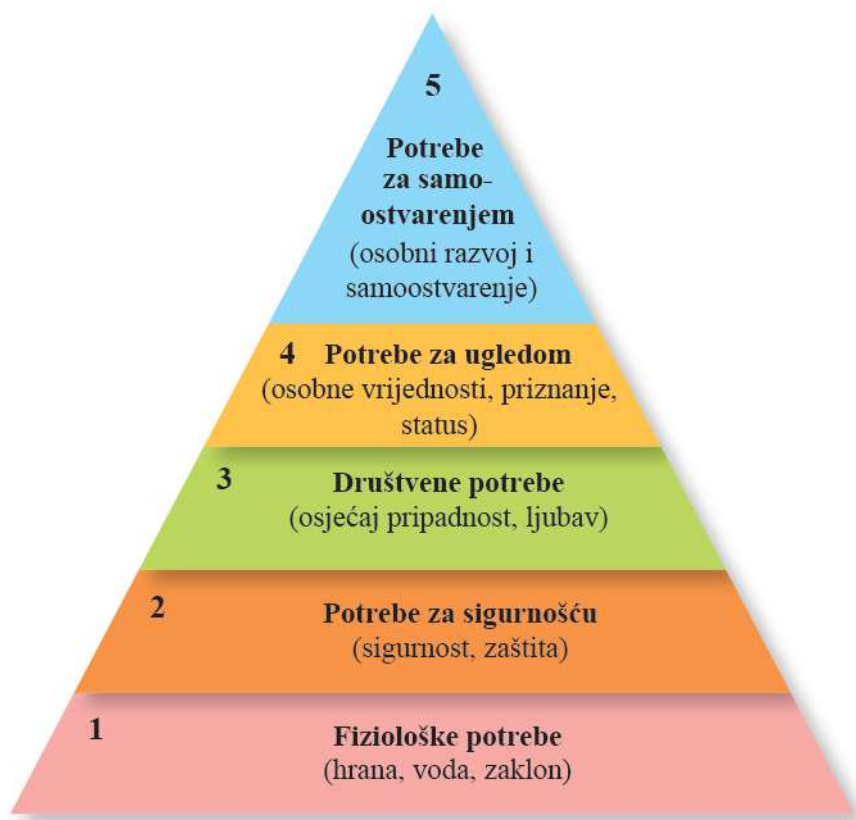 5
Potrebe
za samo-
ostvarenjem
(osobni razvoj i
samoostvarenje)
4 Potrebe za ugledom
(osobne vrijednosti, priznanje,
status)
3 Društvene potrebe
(osjećaj pripadnost, ljubav)
2 Potrebe za sigurnošću
(sigurnost, zaštita)
1 Fiziološke potrebe
(hrana, voda, zaklon)